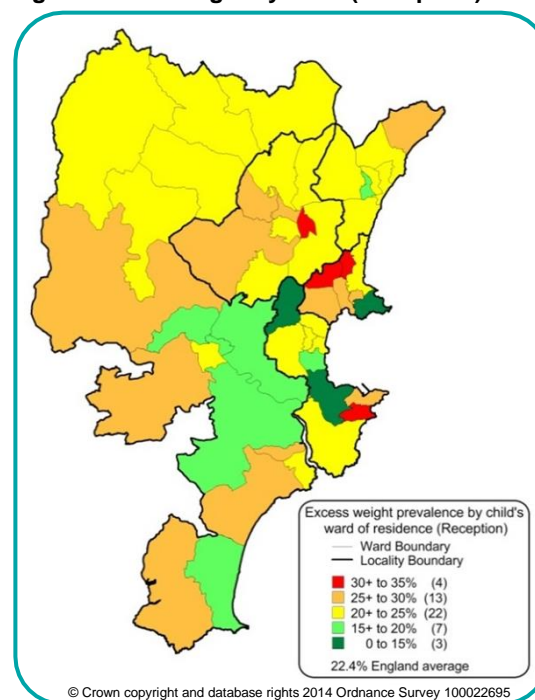 Excess weight prevalence by child's
ward of residence (Reception)
Ward Boundary
Locality Boundary
30+ to 35% (4)
25+ to 30% (13)
20+ to 25% (22)
15+ to 20% (7)
0 to 15% (3)
22.4% England average
© Crown copyright and database rights 2014 Ordnance Survey 100022695